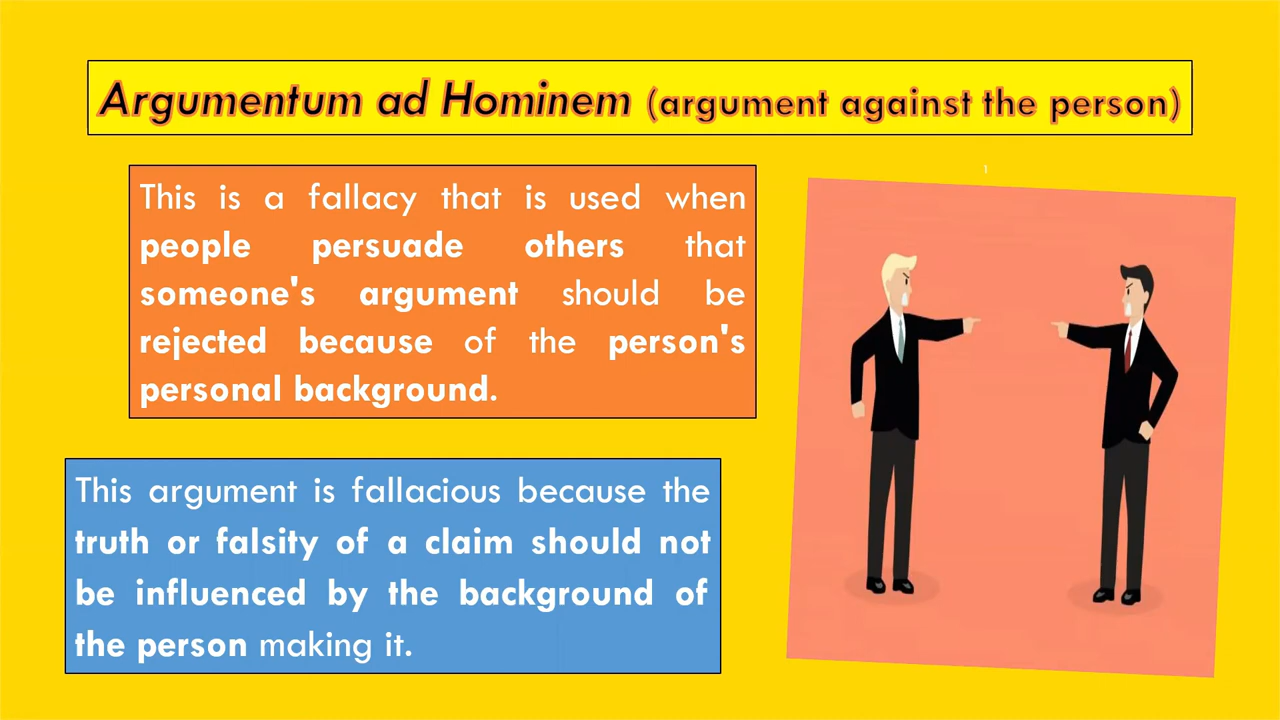 Argumentum ad Hominem (argument against the person)
1
This is a fallacy that is used when
people persuade others that
someone's argument should be
rejected because of the person's
personal background.
This argument is fallacious because the
truth or falsity of a claim should not
be influenced by the background of
the person making it.